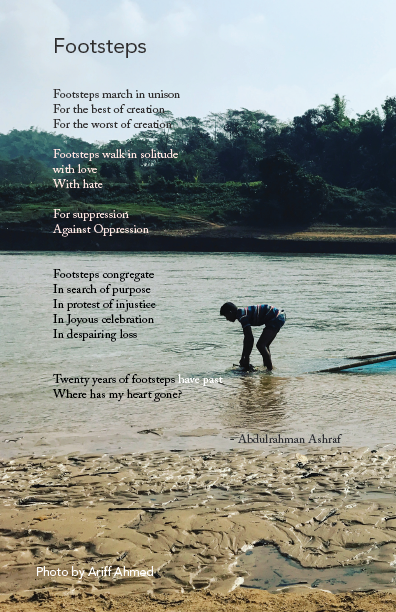 Footsteps
Footsteps march in unison
For the best of creation
For the worst of creation
Footsteps walk in solitude
with love
With hate
For suppression
Against Oppression
Footsteps congregate
In search of purpose
In protest of injustice
In Joyous celebration
In despairing loss
Twenty years of footsteps have past
Where has my heart gone?
- Abdulrahman Ashraf
Photo by Ariff Ahmed